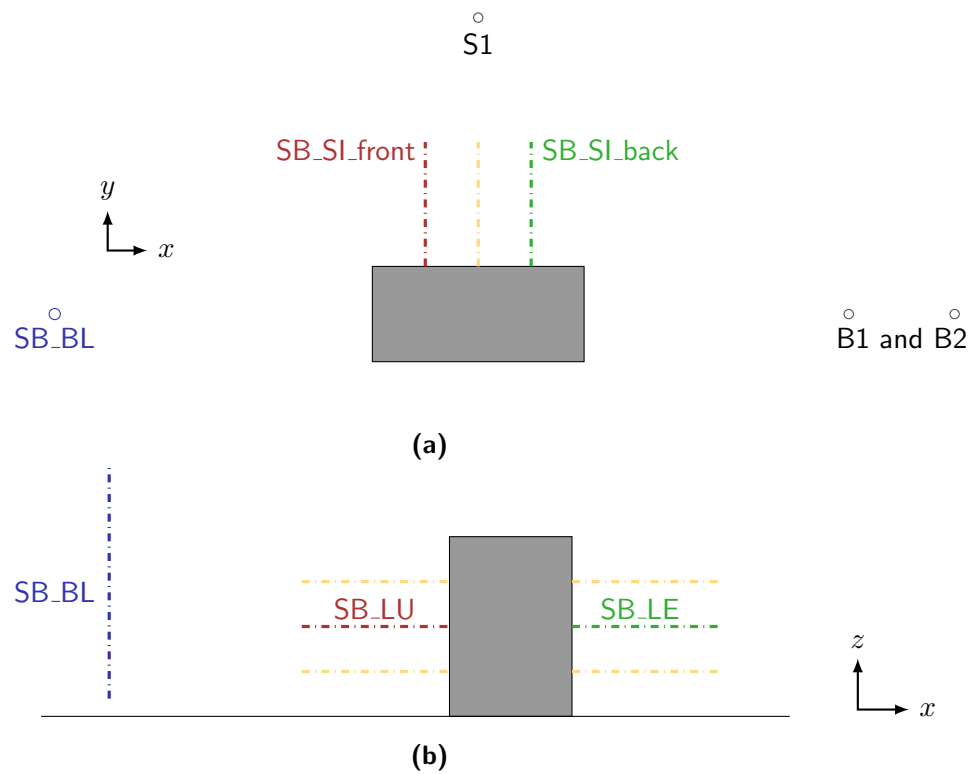 S1
SB_SI_front
SB_SI_back
y
x
SB_BL
B1 and B2
(a)
SB_BL
SB_LU
SB_LE
z
x
(b)